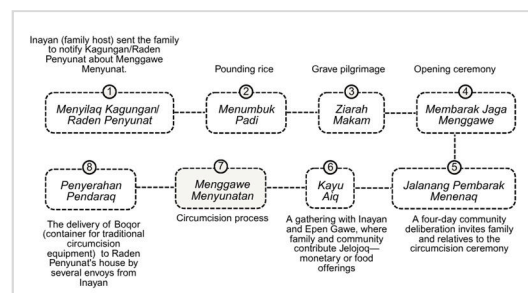 Inayan (family host) sent the family
to notify Kagungan/Raden
Penyunat about Menggawe
Menyunat.
1
Menyilaq Kagungan/
Raden Penyunat
Pounding rice
2
Menumbuk
Padi
Grave pilgrimage
3
Ziarah
Makam
Opening ceremony
4
Membarak Jaga
Menggawe
5
Jalanang Pembarak
Menenaq
A four-day community
deliberation invites family
and relatives to the
circumcision ceremony
6
Kayu
Aiq
A gathering with Inayan
and Epen Gawe, where
family and community
contribute Jelojoq—
monetary or food
offerings
7
Menggawe
Menyunatan
Circumcision process
8
Penyerahan
Pendaraq
The delivery of Boqor
(container for traditional
circumcision
equipment) to Raden
Penyunat's house by
several envoys from
Inayan